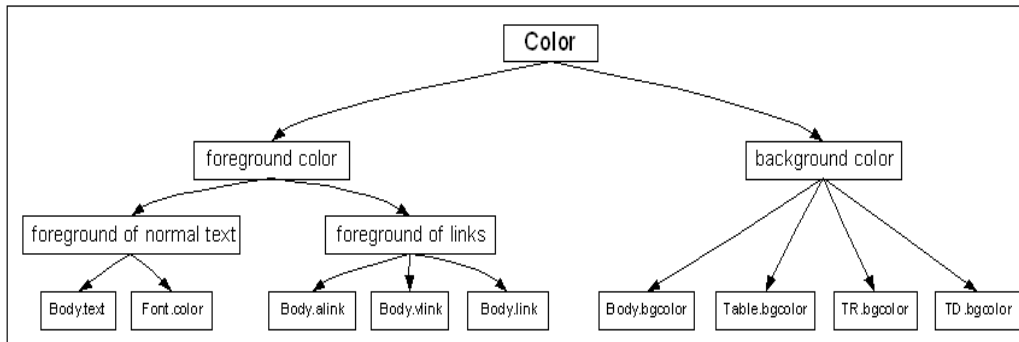 Color
foreground color
background color
foreground of normal text
foreground of links
Body.text
Font.color
Body.alink
Body.vlink
Body.link
Body.bgcolor
Table.bgcolor
TR.bgcolor
TD.bgcolor